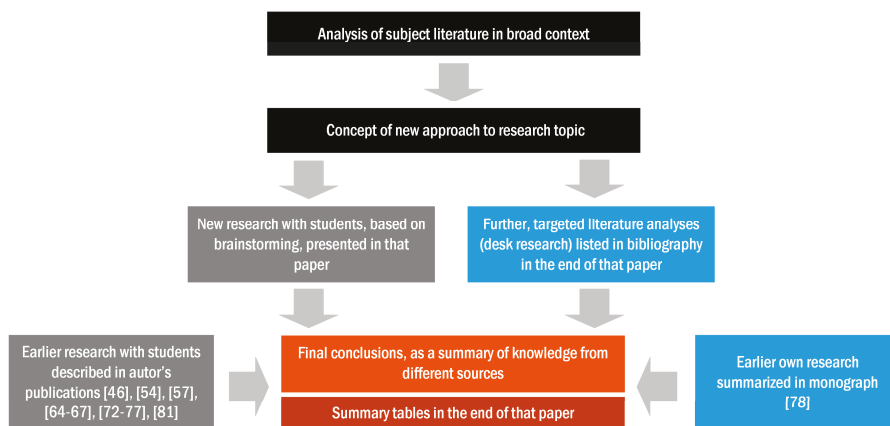 Analysis of subject literature in broad context
Concept of new approach to research topic
New research with students, based on
brainstorming, presented in that
paper
Further, targeted literature analyses
(desk research) listed in bibliography
in the end of that paper
Earlier research with students
described in autor's
publications [46], [54], [57],
[64-67], [72-77], [81]
Final conclusions, as a summary of knowledge from
different sources
Summary tables in the end of that paper
Earlier own research
summarized in monograph
[78]